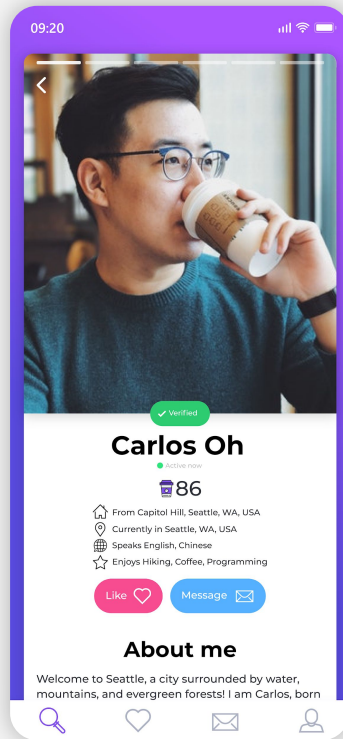 09:20
Verified
Carlos Oh
Active now
86
From Capitol Hill, Seattle, WA, USA
Currently in Seattle, WA, USA
Speaks English, Chinese
Enjoys Hiking, Coffee, Programming
Like
Message
About me
Welcome to Seattle, a city surrounded by water,
mountains, and evergreen forests! I am Carlos, born